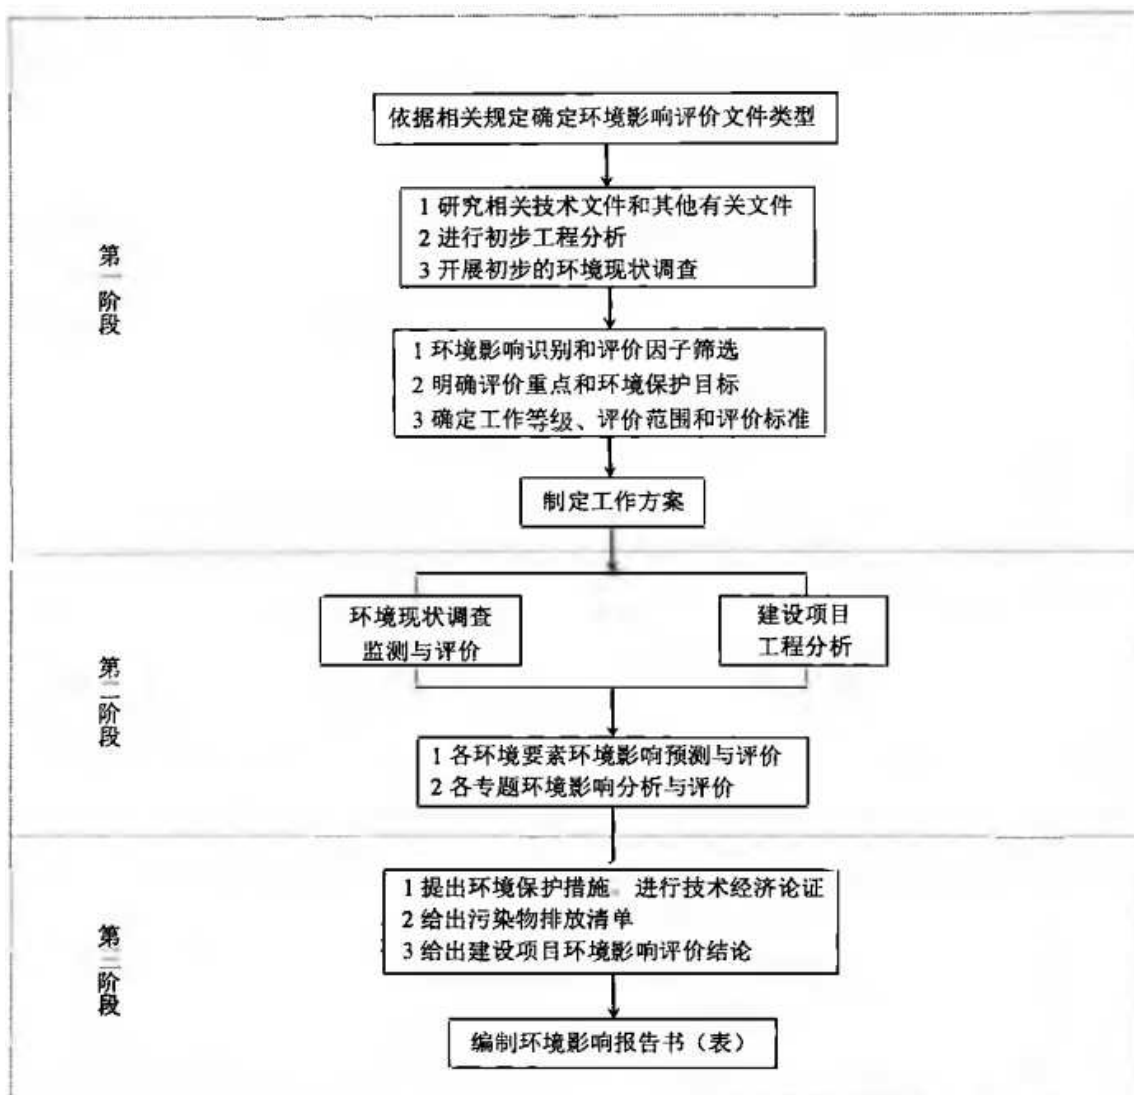 依据相关规定确定环境影响评价文件类型
1 研究相关技术文件和其他有关文件
2 进行初步工程分析
3 开展初步的环境现状调查
第一阶段
1 环境影响识别和评价因子筛选
2 明确评价重点和环境保护目标
3 确定工作等级、评价范围和评价标准
制定工作方案
环境现状调查
监测与评价
建设项目
工程分析
第二阶段
1 各环境要素环境影响预测与评价
2 各专题环境影响分析与评价
1 提出环境保护措施，进行技术经济论证
2 给出污染物排放清单
3 给出建设项目环境影响评价结论
第三阶段
编制环境影响报告书（表）